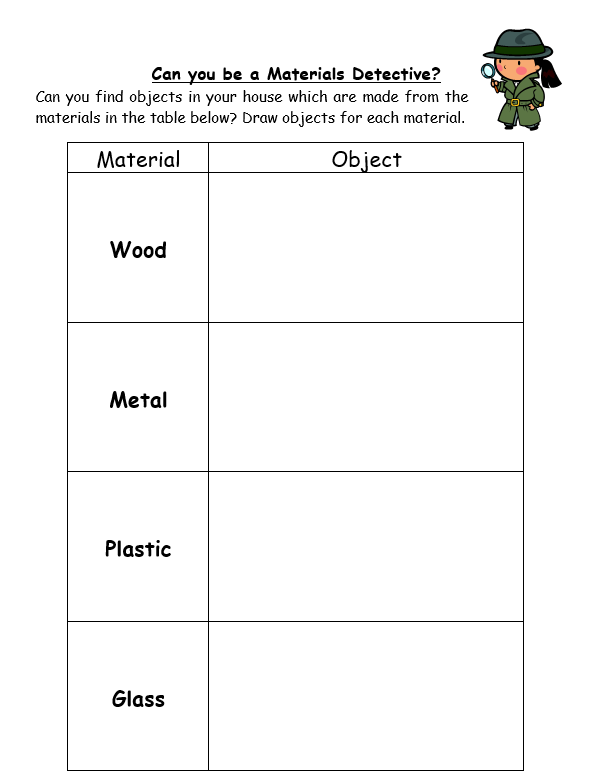 Can you be a Materials Detective?
Can you find objects in your house which are made from the
materials in the table below? Draw objects for each material.
Material Object
Wood
Metal
Plastic
Glass